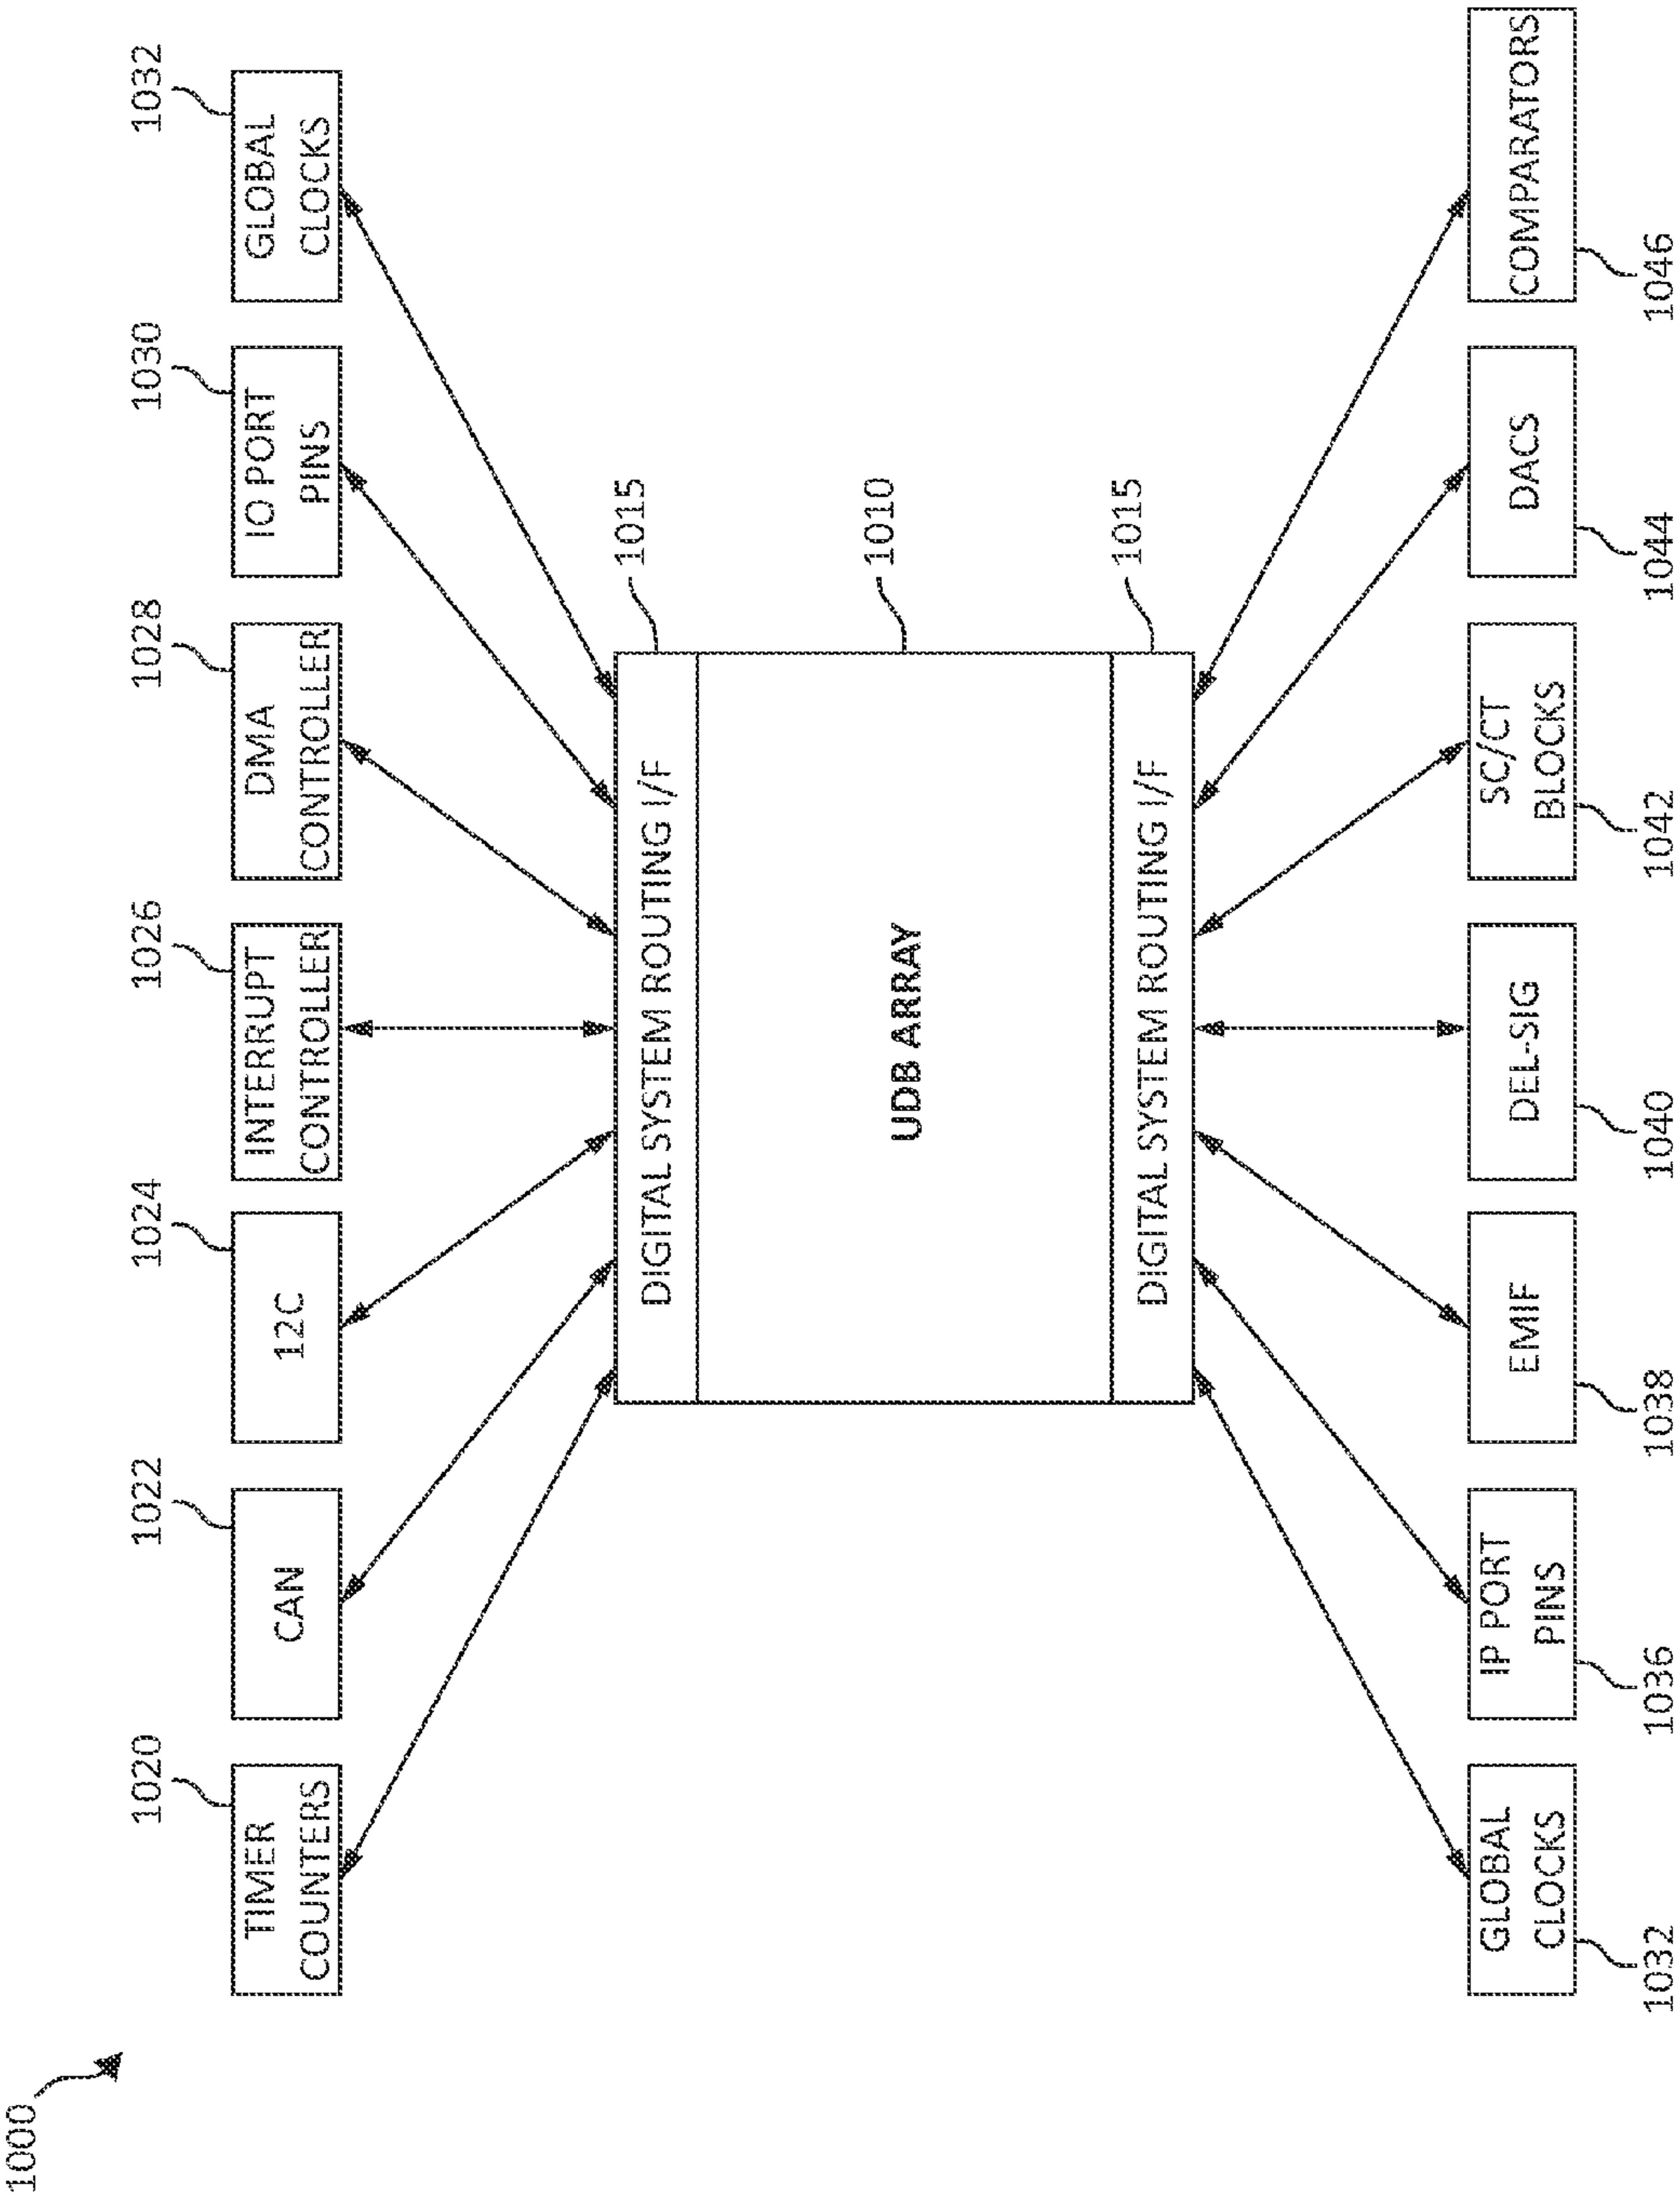 1000
1020
1022
1024
1026
1028
1030
1032
TIMER
COUNTERS
CAN
12C
INTERRUPT
CONTROLLER
DMA
CONTROLLER
IO PORT
PINS
GLOBAL
CLOCKS
DIGITAL SYSTEM ROUTING I/F
1015
UDB ARRAY
1010
DIGITAL SYSTEM ROUTING I/F
1015
GLOBAL
CLOCKS
IP PORT
PINS
EMIF
DEL-SIG
SC/CT
BLOCKS
DACS
COMPARATORS
1032
1036
1038
1040
1042
1044
1046